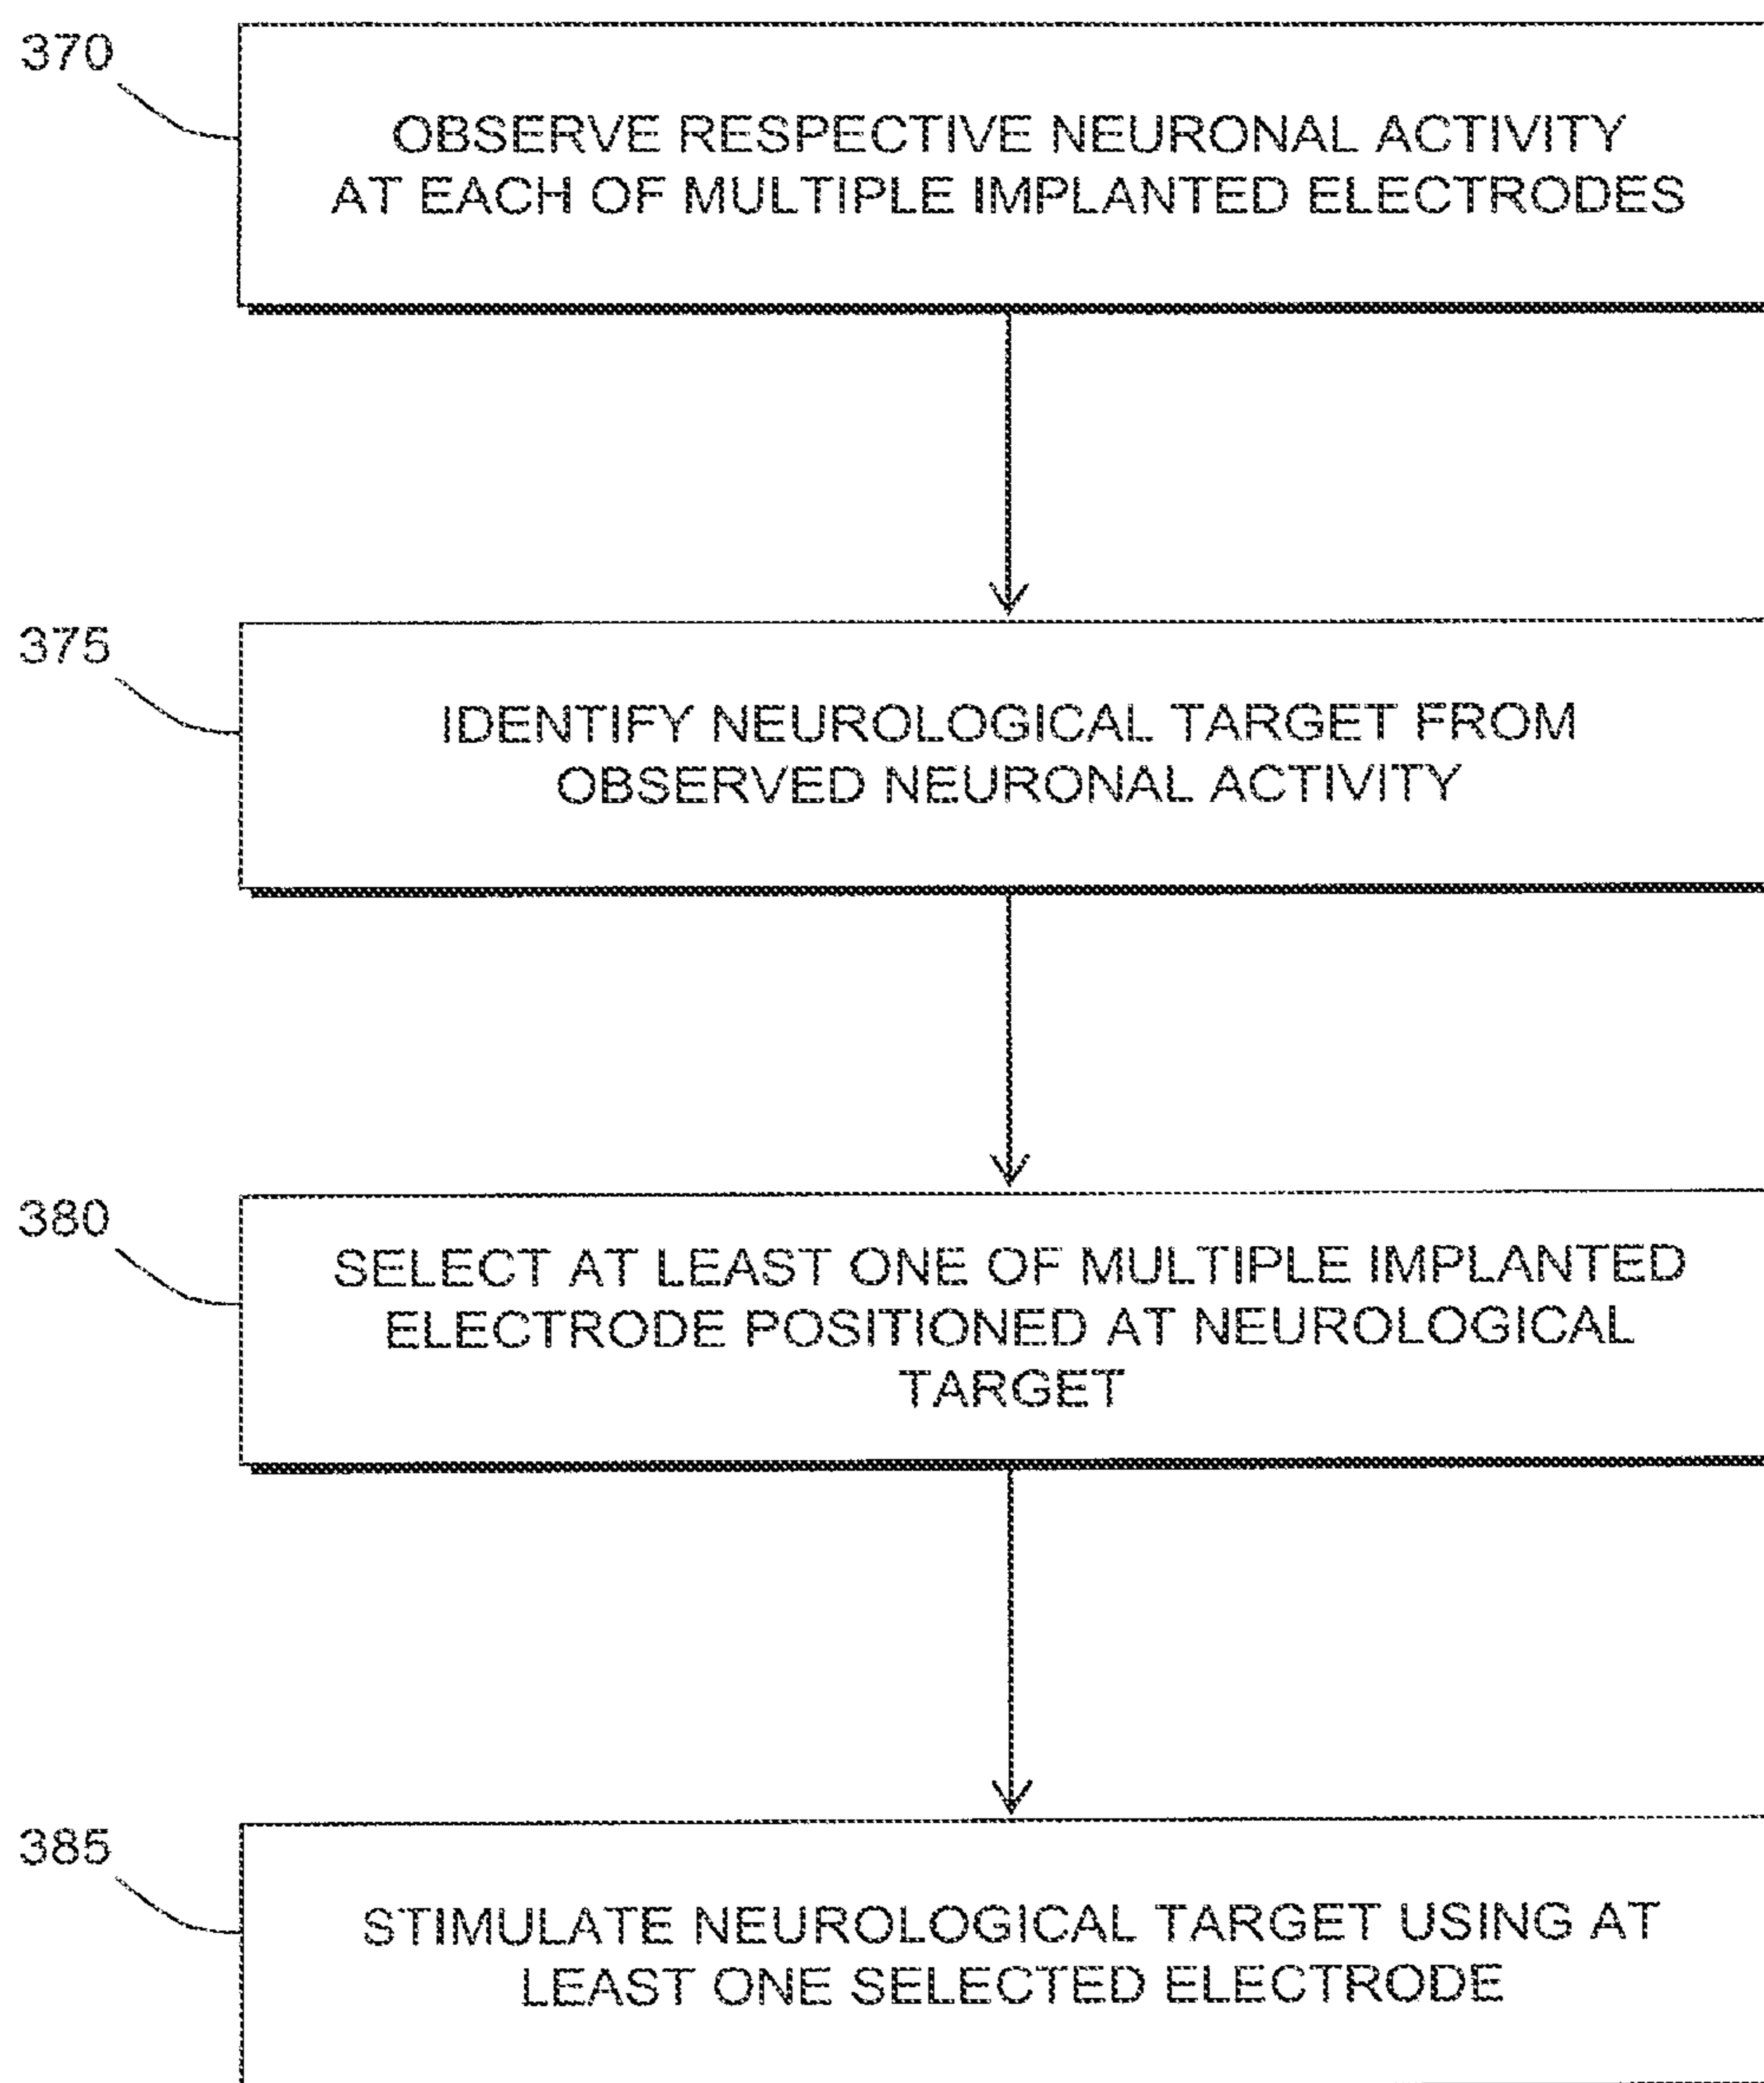 370
OBSERVE RESPECTIVE NEURONAL ACTIVITY
AT EACH OF MULTIPLE IMPLANTED ELECTRODES
375
IDENTIFY NEUROLOGICAL TARGET FROM
OBSERVED NEURONAL ACTIVITY
380
SELECT AT LEAST ONE OF MULTIPLE IMPLANTED
ELECTRODE POSITIONED AT NEUROLOGICAL
TARGET
385
STIMULATE NEUROLOGICAL TARGET USING AT
LEAST ONE SELECTED ELECTRODE